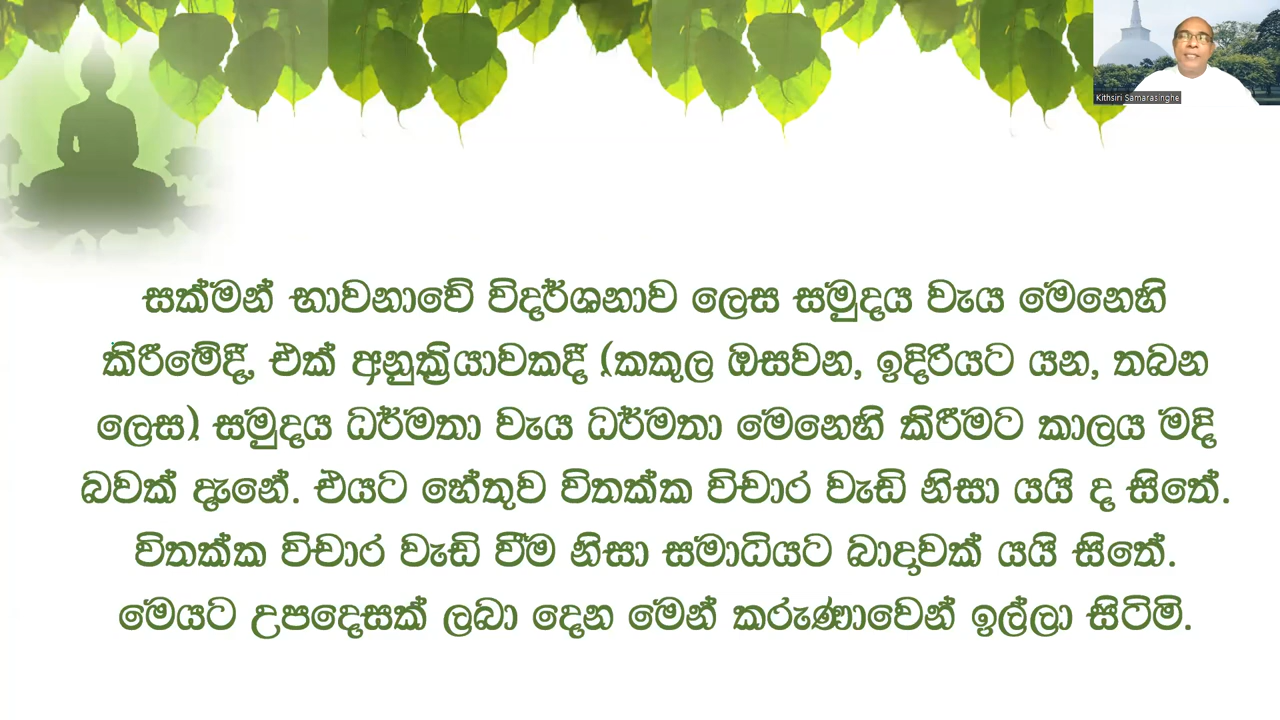 Kithsiri Samarasinghe
සක්මන් භාවනාවේ විදර්ශනාව ලෙස සමුදය වැය මෙනෙහි
කිරීමේදී, එක් අනුක්‍රියාවකදී (කකුල ඔසවන, ඉදිරියට යන, තබන
ලෙස) සමුදය ධර්මතා වැය ධර්මතා මෙනෙහි කිරීමට කාලය මදි
බවක් දැනේ. එයට හේතුව විතක්ක විචාර වැඩි නිසා යයි ද සිතේ.
විතක්ක විචාර වැඩි වීම නිසා සමාධියට බාදාවක් යයි සිතේ.
මෙයට උපදෙසක් ලබා දෙන මෙන් කරුණාවෙන් ඉල්ලා සිටිමි.